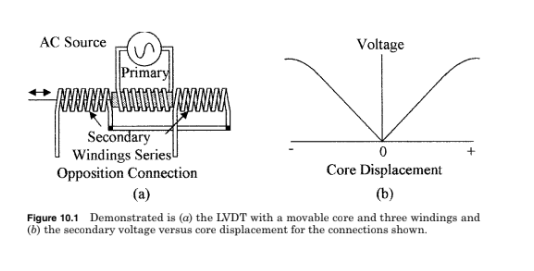 AC Source
Primary
Secondary
Windings Series
Opposition Connection
(a)
Voltage
-
0
+
Core Displacement
(b)
Figure 10.1 Demonstrated is (a) the LVDT with a movable core and three windings and
(b) the secondary voltage versus core displacement for the connections shown.